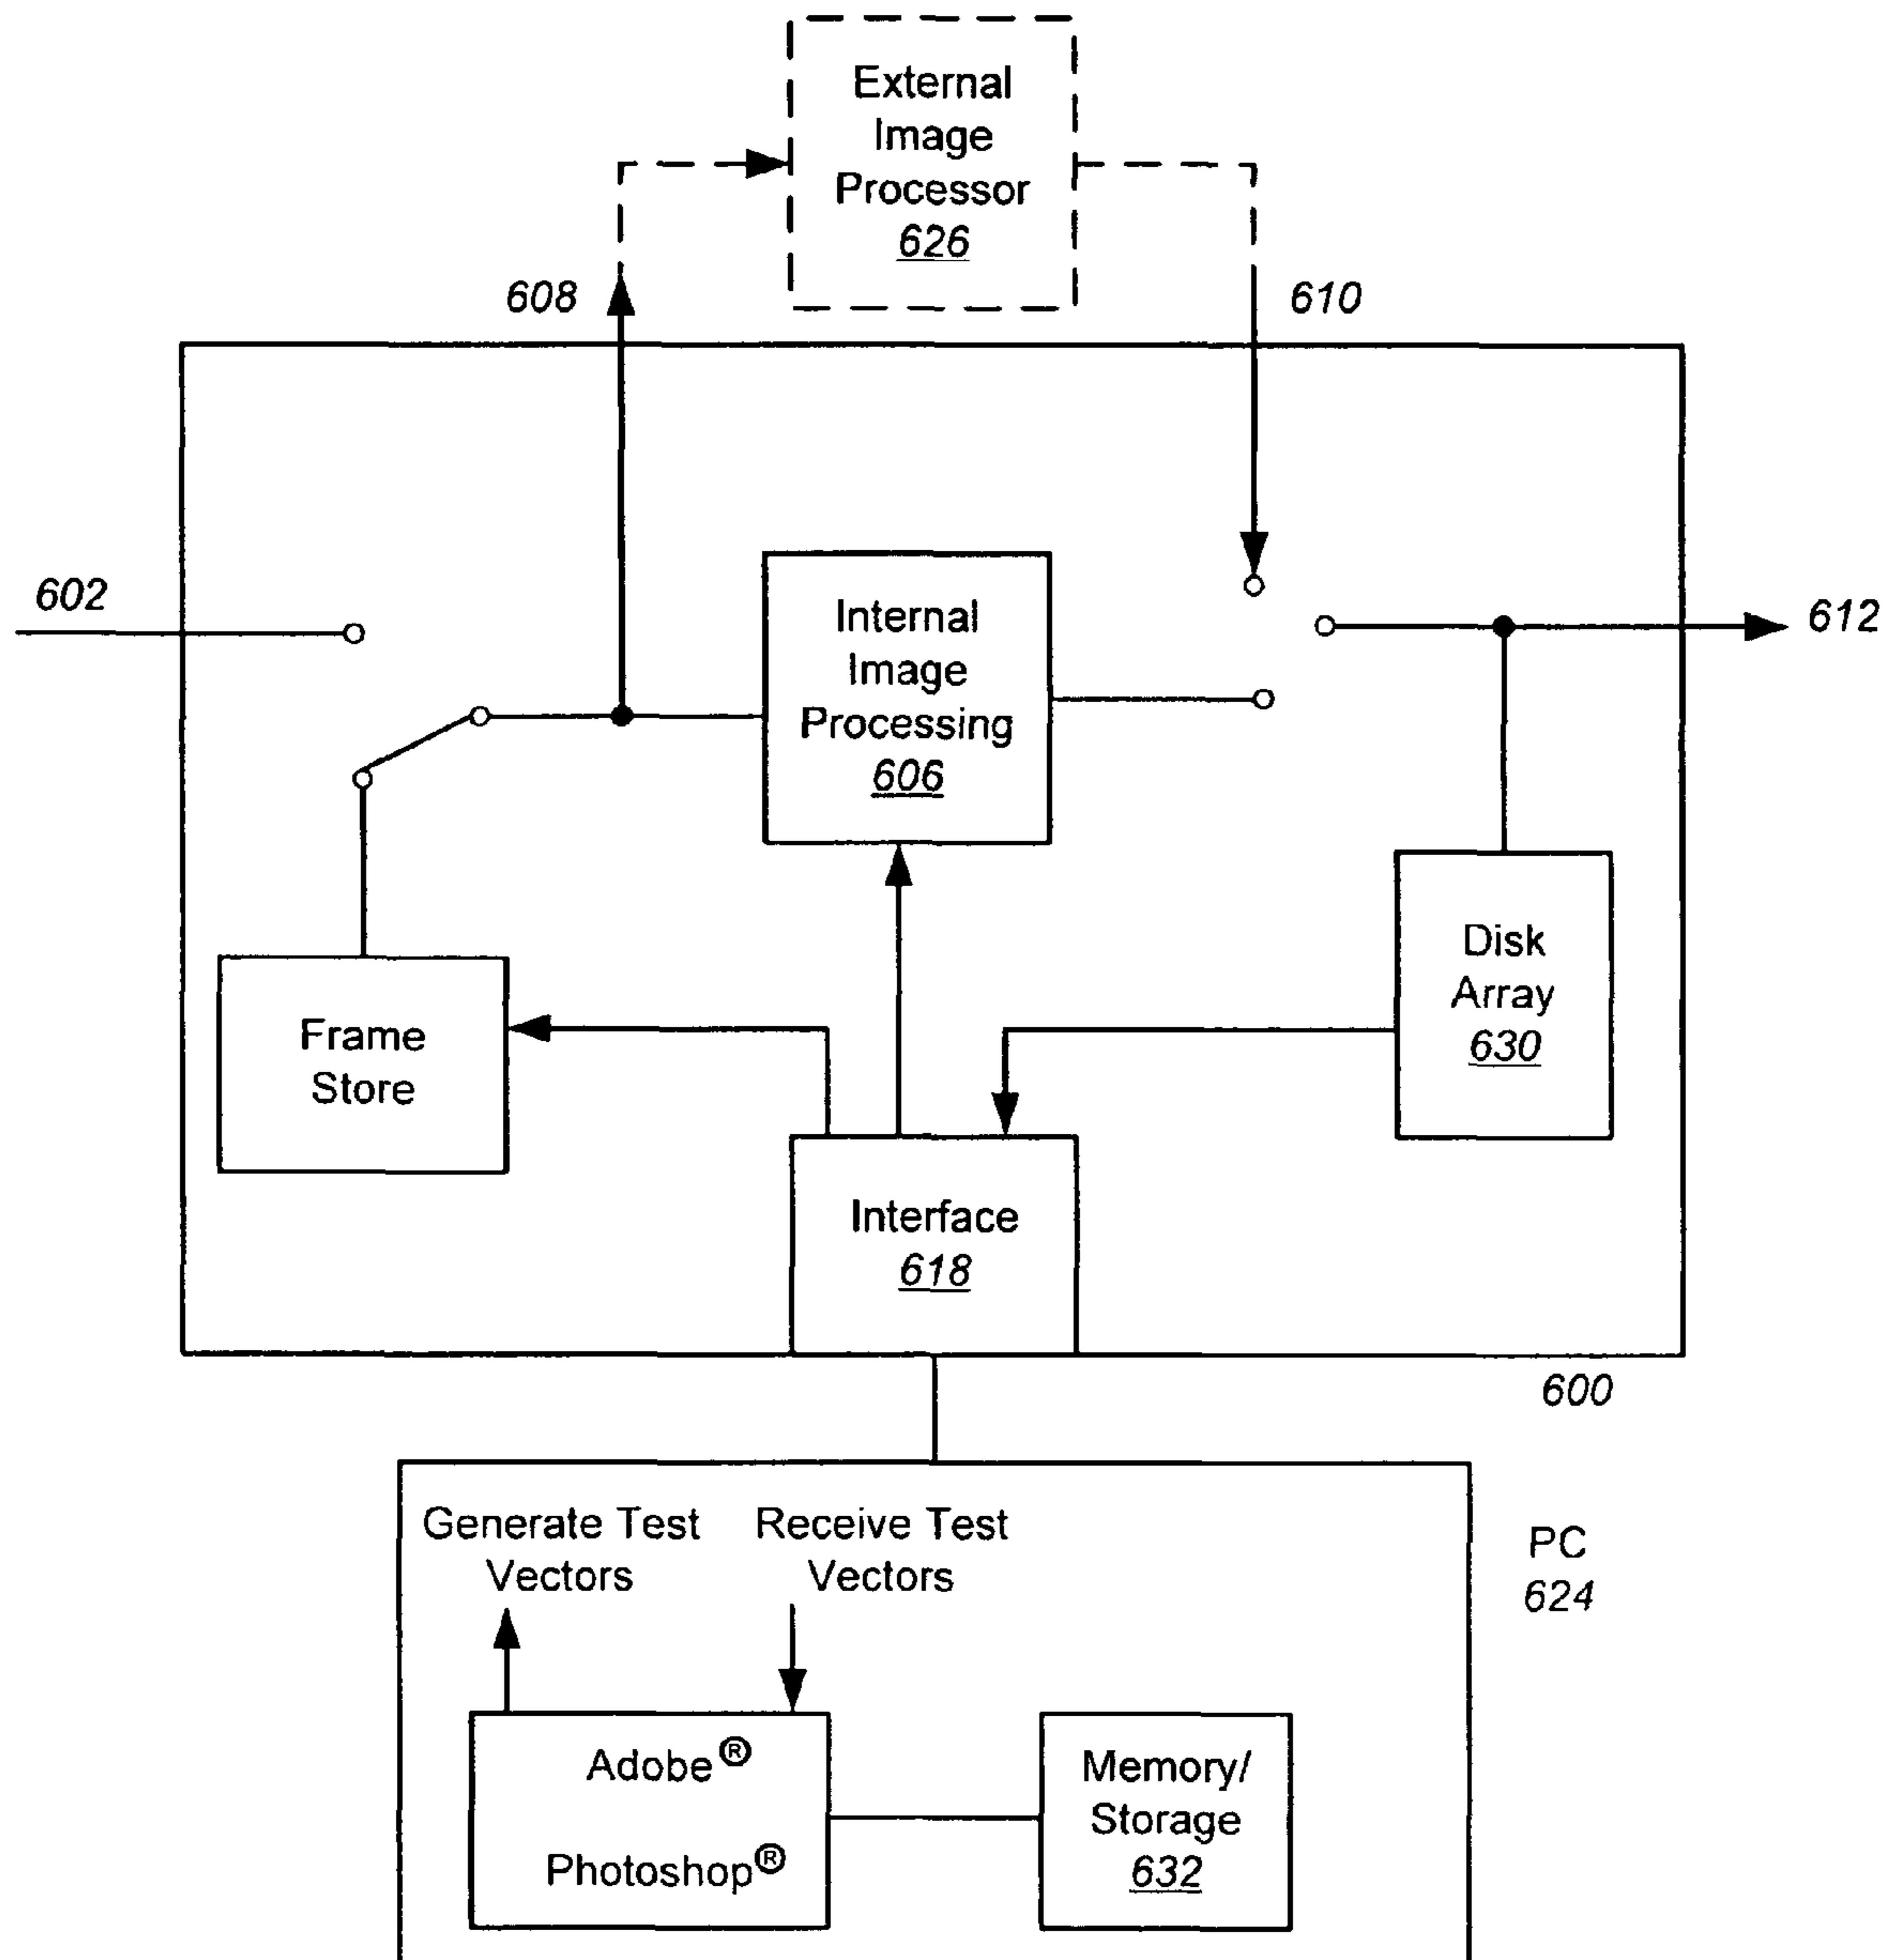 External
Image
Processor
626
608
610
602
Internal
Image
Processing
606
612
Frame
Store
Disk
Array
630
Interface
618
600
Generate Test
Vectors
Receive Test
Vectors
PC
624
Adobe®
Photoshop®
Memory/
Storage
632